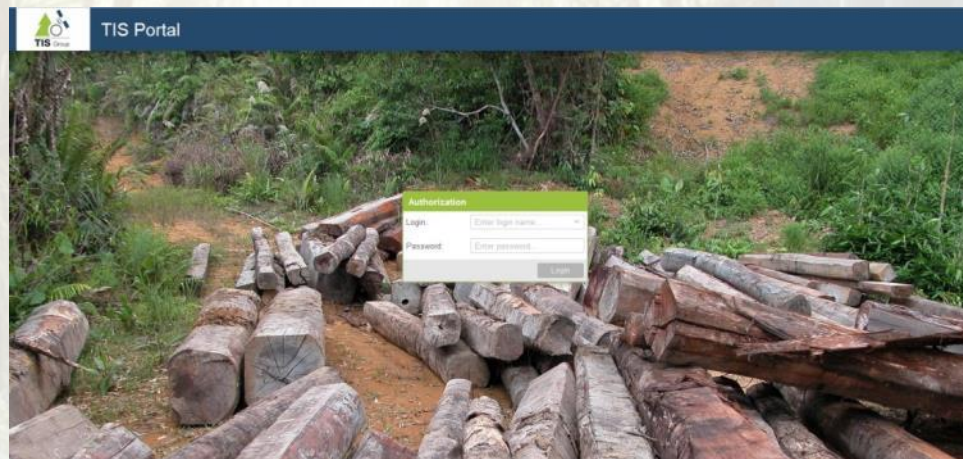 TIS Group
TIS Portal
Authorization
Login:
Enter login name...
Password:
Enter password...
Login